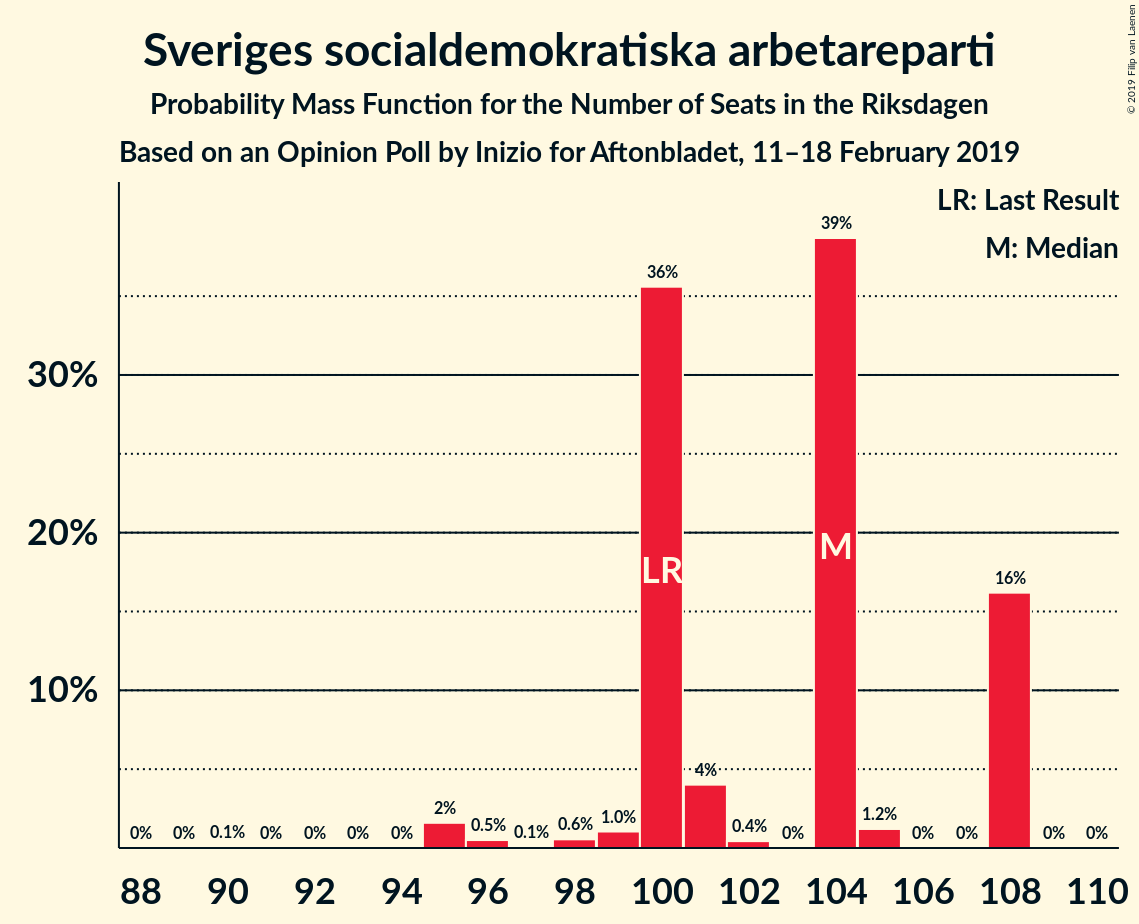 Sveriges socialdemokratiska arbetareparti
Probability Mass Function for the Number of Seats in the Riksdagen
Based on an Opinion Poll by Inizio for Aftonbladet, 11–18 February 2019
© 2019 Filip van Laenen
LR: Last Result
M: Median
30%
20%
10%
0%
0%
0.1%
0%
0%
0%
0%
2%
0.5%
0.1%
0.6%
1.0%
36%
4%
0.4%
0%
39%
1.2%
0%
0%
16%
0%
0%
LR
M
88 90 92 94 96 98 100 102 104 106 108 110